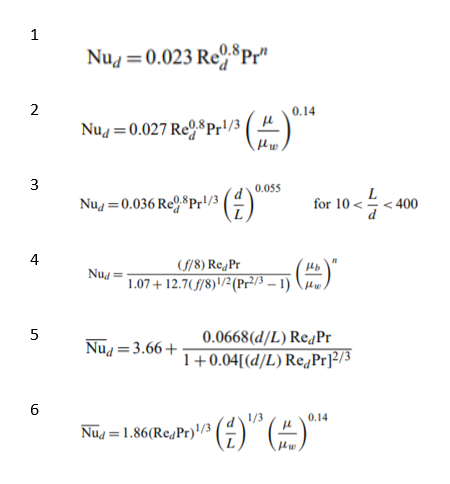 1
Nu_d = 0.023 Re_d^0.8 Pr^n
2
Nu_d = 0.027 Re_d^0.8 Pr^1/3 (μ/μ_w)^0.14
3
Nu_d = 0.036 Re_d^0.8 Pr^1/3 (d/L)^0.055 for 10 < L/d < 400
4
Nu_d = (f/8) Re_d Pr / 1.07 + 12.7(f/8)^1/2 (Pr^2/3 – 1) (μ_b/μ_w)^n
5
N̅u̅_d = 3.66 + 0.0668(d/L) Re_d Pr / 1 + 0.04[(d/L) Re_d Pr]^2/3
6
N̅u̅_d = 1.86(Re_d Pr)^1/3 (d/L)^1/3 (μ/μ_w)^0.14